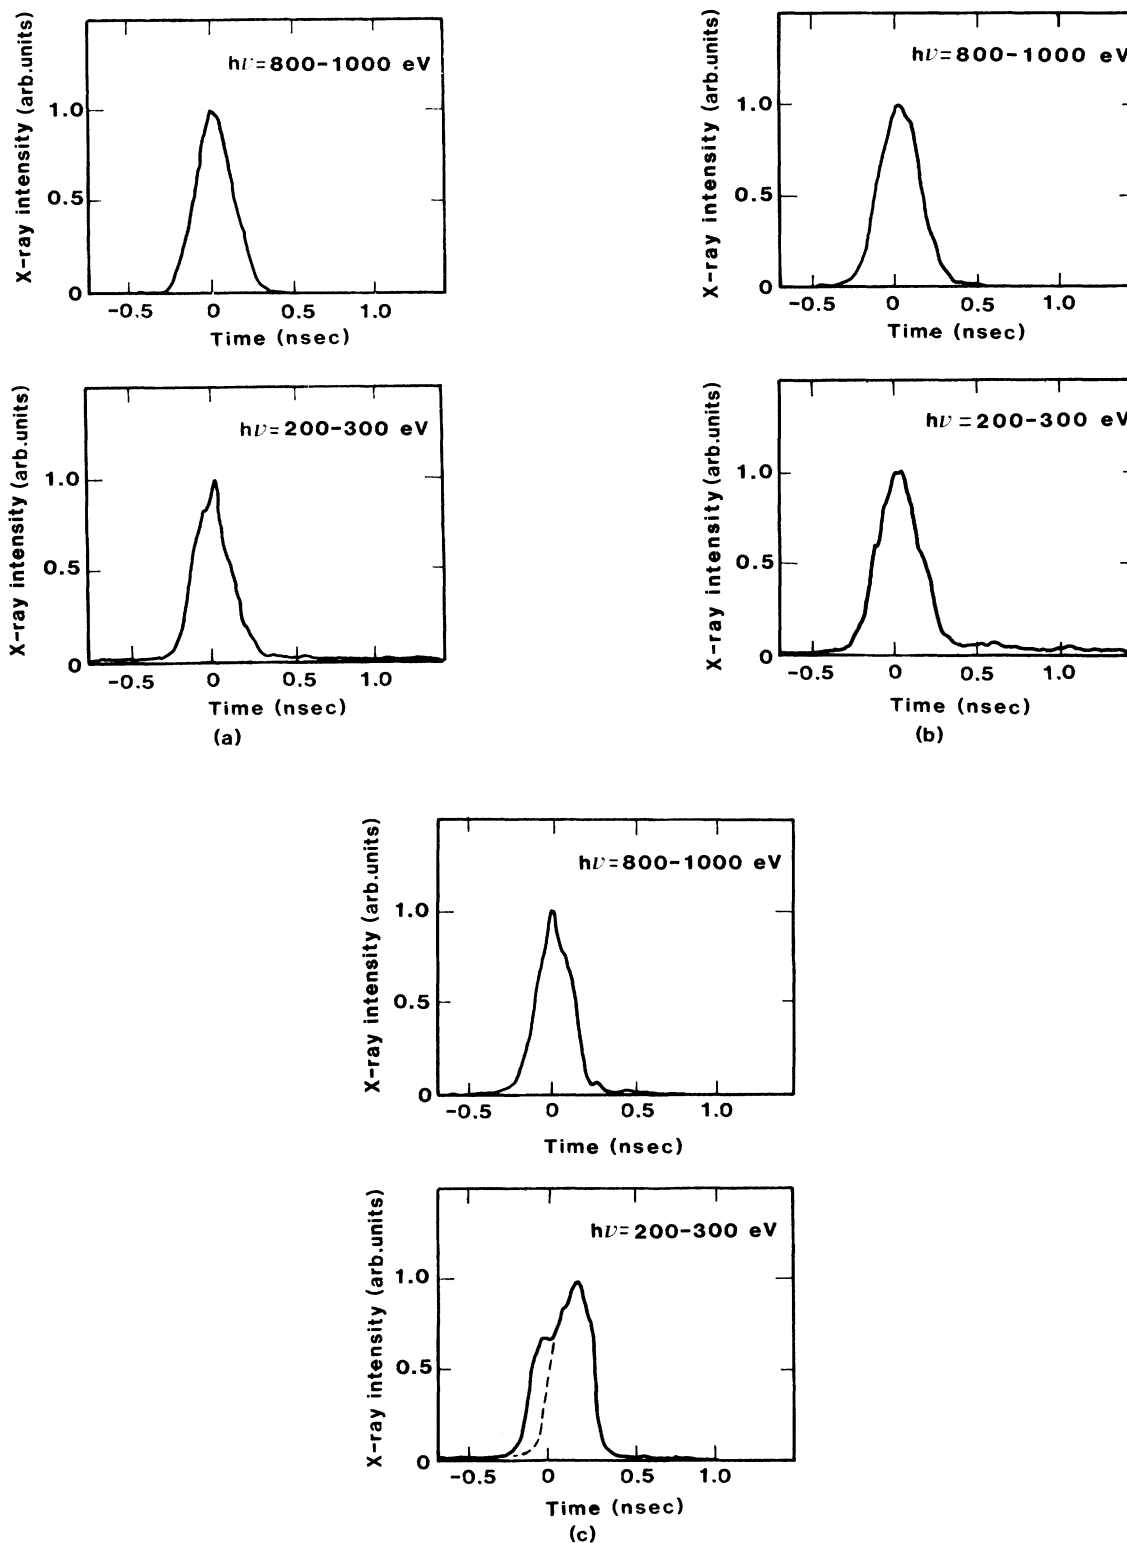 X-ray intensity (arb.units)
hν=800-1000 eV
1.0
0.5
0
-0.5 0 0.5 1.0
Time (nsec)
X-ray intensity (arb.units)
hν=200-300 eV
1.0
0.5
0
-0.5 0 0.5 1.0
Time (nsec)
(a)
X-ray intensity (arb.units)
hν=800-1000 eV
1.0
0.5
0
-0.5 0 0.5 1.0
Time (nsec)
X-ray intensity (arb.units)
hν=200-300 eV
1.0
0.5
0
-0.5 0 0.5 1.0
Time (nsec)
(b)
X-ray intensity (arb.units)
hν=800-1000 eV
1.0
0.5
0
-0.5 0 0.5 1.0
Time (nsec)
X-ray intensity (arb.units)
hν=200-300 eV
1.0
0.5
0
-0.5 0 0.5 1.0
Time (nsec)
(c)